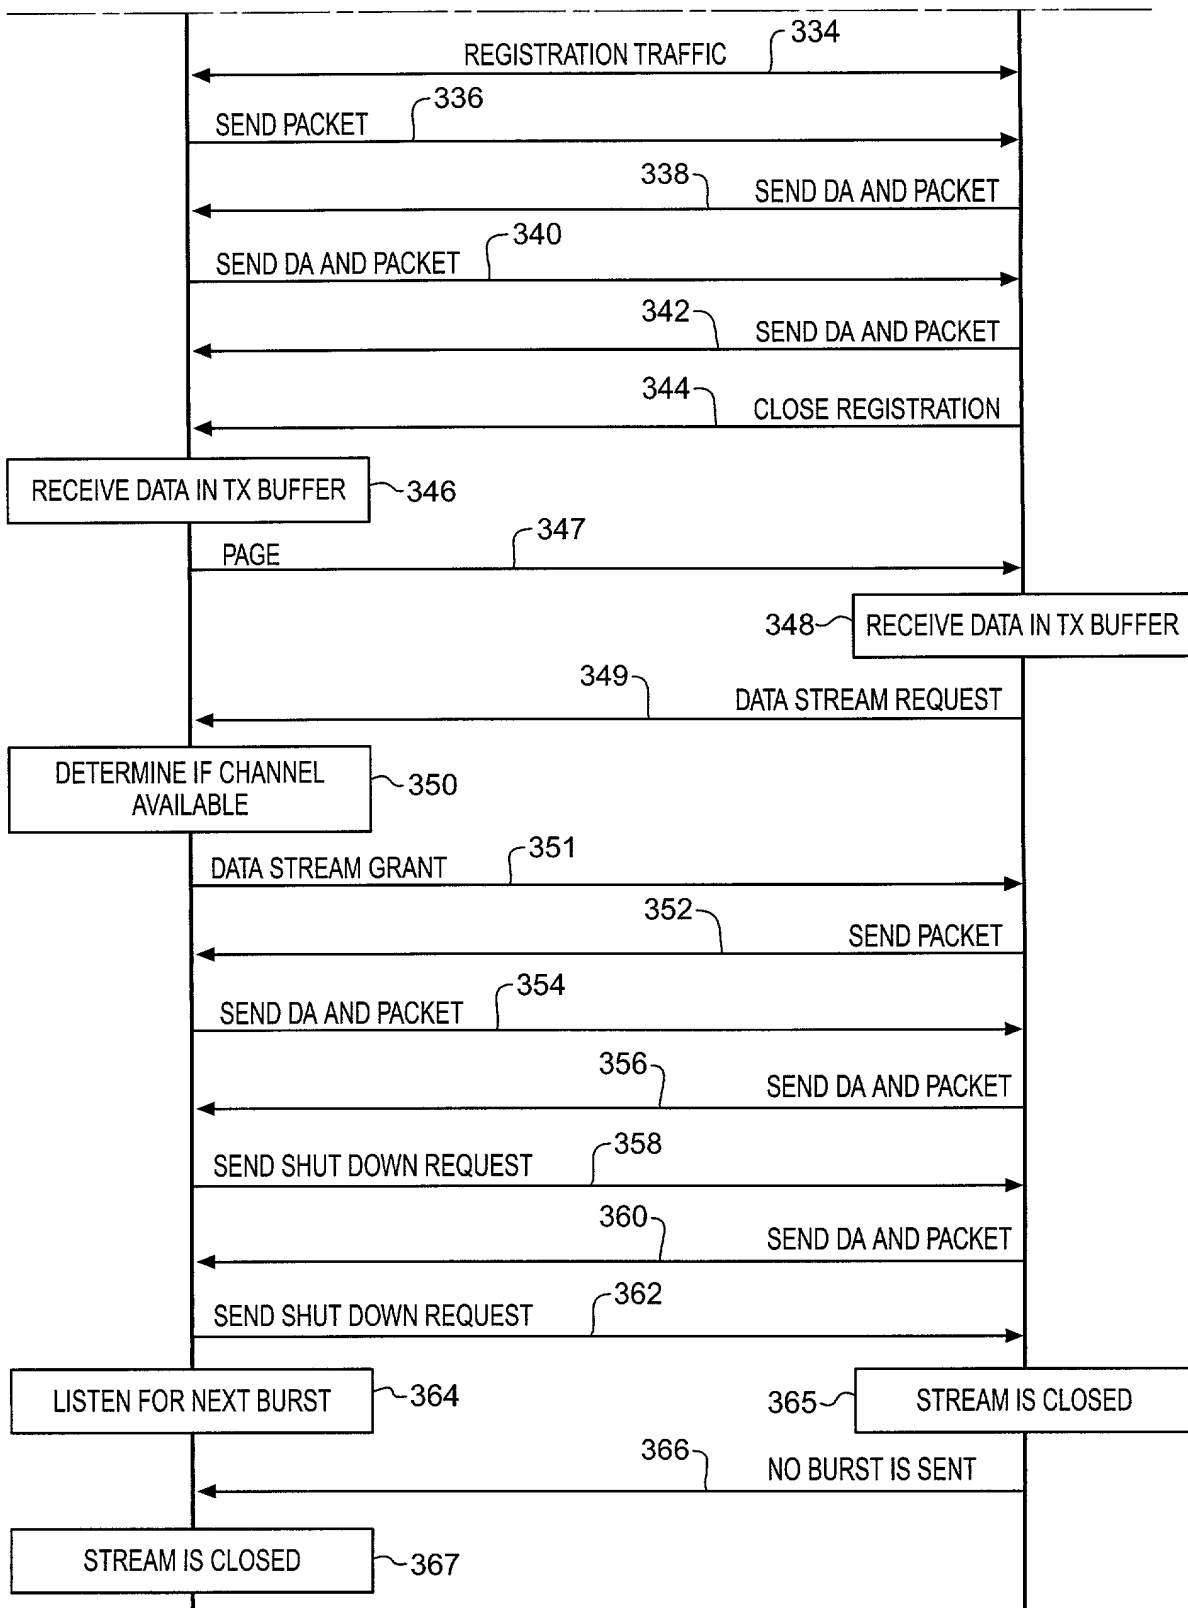 334
REGISTRATION TRAFFIC
336
SEND PACKET
338
SEND DA AND PACKET
340
SEND DA AND PACKET
342
SEND DA AND PACKET
344
CLOSE REGISTRATION
RECEIVE DATA IN TX BUFFER
346
347
PAGE
348
RECEIVE DATA IN TX BUFFER
349
DATA STREAM REQUEST
DETERMINE IF CHANNEL
AVAILABLE
350
351
DATA STREAM GRANT
352
SEND PACKET
354
SEND DA AND PACKET
356
SEND DA AND PACKET
358
SEND SHUT DOWN REQUEST
360
SEND DA AND PACKET
362
SEND SHUT DOWN REQUEST
LISTEN FOR NEXT BURST
364
365
STREAM IS CLOSED
366
NO BURST IS SENT
STREAM IS CLOSED
367